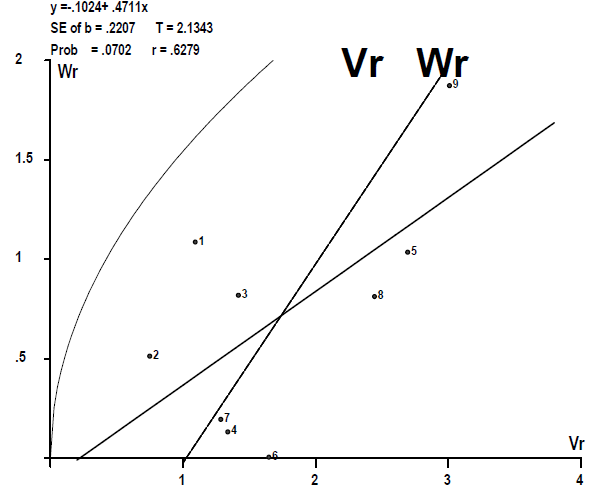 y =-.1024+ .4711x
SE of b = .2207 T = 2.1343
Prob = .0702 r = .6279
Vr Wr
2
Wr
9
1.5
1
1
5
3
8
.5
2
7
4
6
Vr
1 2 3 4